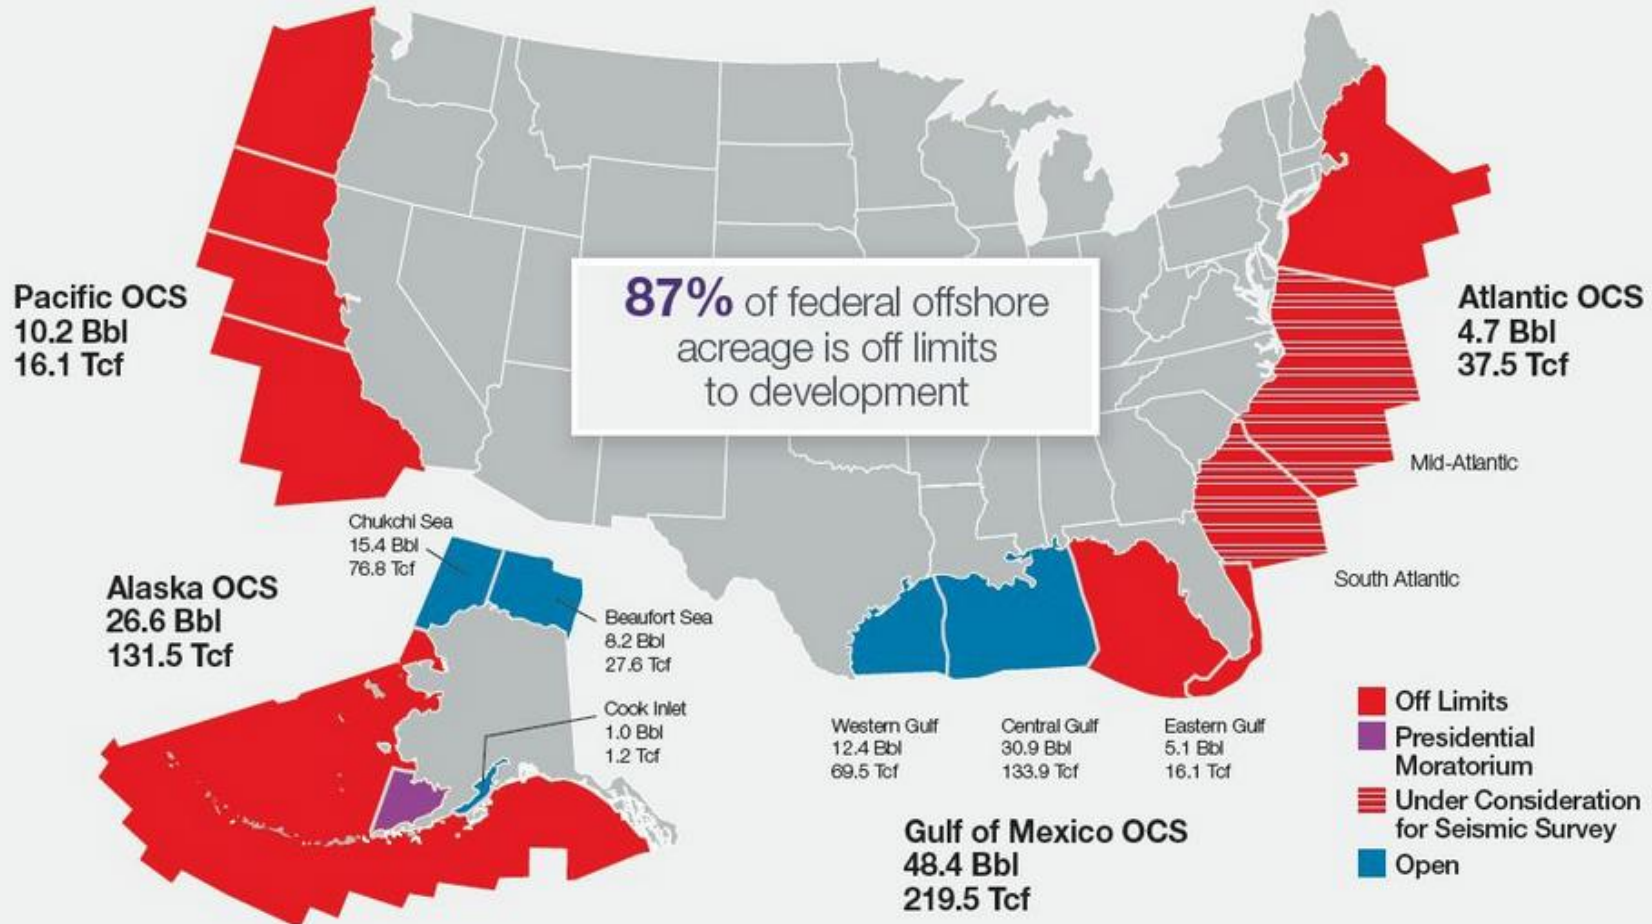 87% of federal offshore
acreage is off limits
to development
Pacific OCS
10.2 Bbl
16.1 Tcf
Atlantic OCS
4.7 Bbl
37.5 Tcf
Mid-Atlantic
South Atlantic
Chukchi Sea
15.4 Bbl
76.8 Tcf
Alaska OCS
26.6 Bbl
131.5 Tcf
Beaufort Sea
8.2 Bbl
27.6 Tcf
Cook Inlet
1.0 Bbl
1.2 Tcf
Western Gulf
12.4 Bbl
69.5 Tcf
Central Gulf
30.9 Bbl
133.9 Tcf
Eastern Gulf
5.1 Bbl
16.1 Tcf
Gulf of Mexico OCS
48.4 Bbl
219.5 Tcf
Off Limits
Presidential
Moratorium
Under Consideration
for Seismic Survey
Open